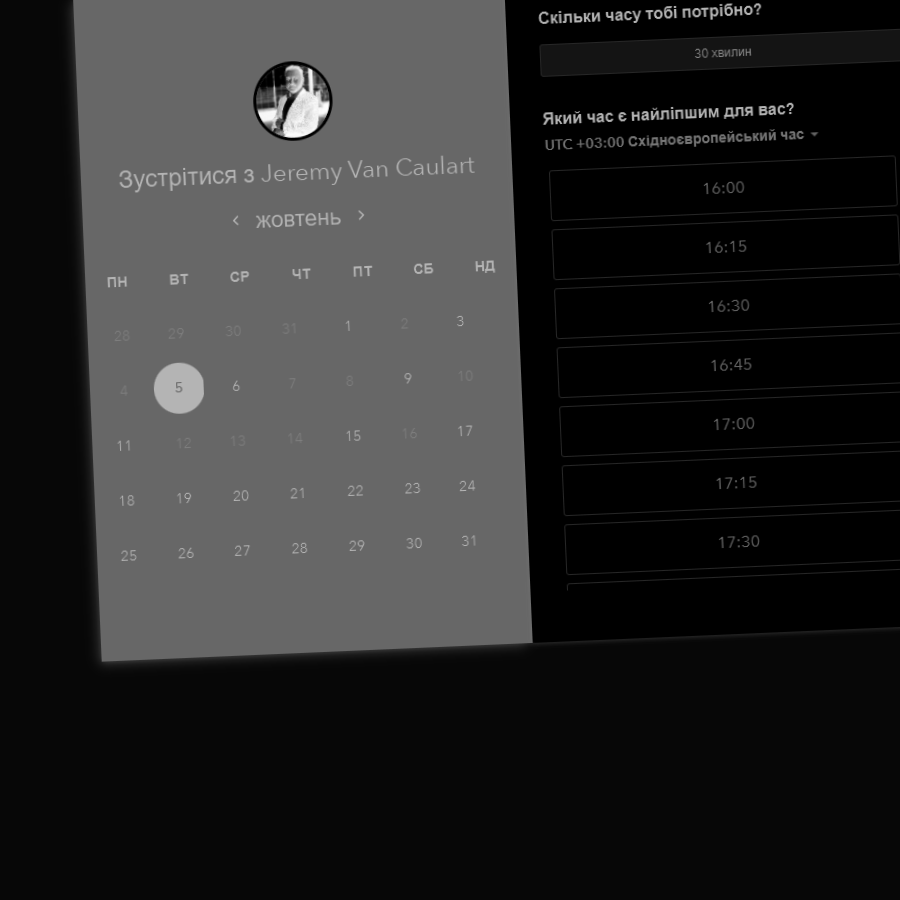 Зустрітися з Jeremy Van Caulart
жовтень
ПН ВТ СР ЧТ ПТ СБ НД
28 29 30 31 1 2 3
4 5 6 7 8 9 10
11 12 13 14 15 16 17
18 19 20 21 22 23 24
25 26 27 28 29 30 31
Скільки часу тобі потрібно?
30 хвилин
Який час є найліпшим для вас?
UTC +03:00 Східноєвропейський час
16:00
16:15
16:30
16:45
17:00
17:15
17:30